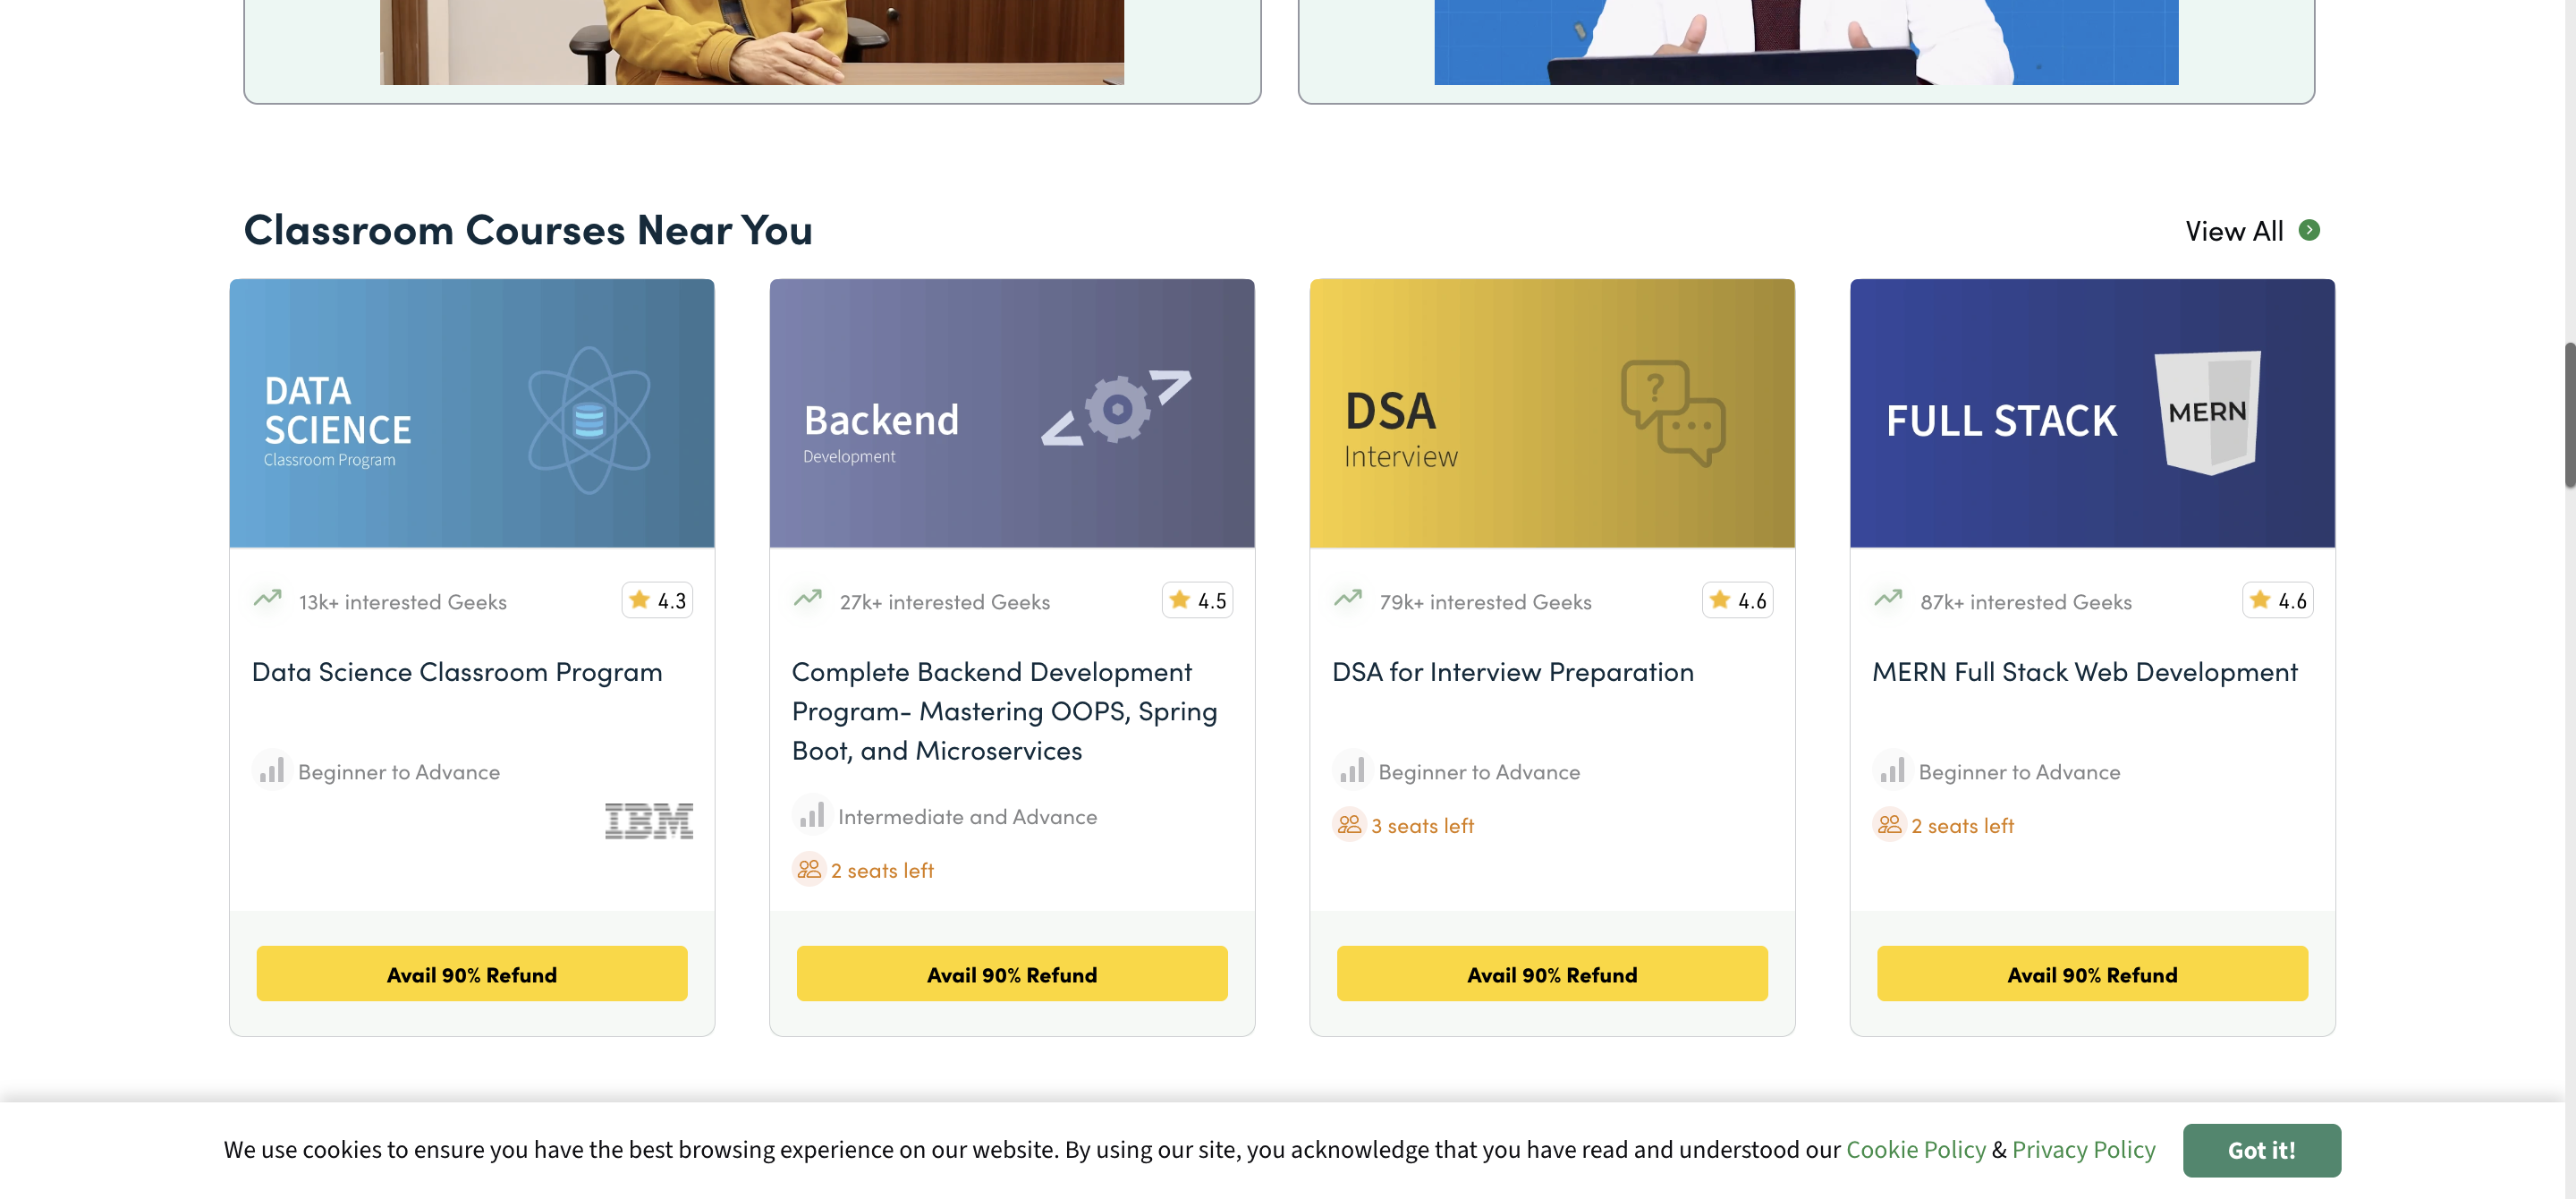 Classroom Courses Near You
View All
DATA
SCIENCE
Classroom Program
13k+ interested Geeks
4.3
Data Science Classroom Program
Beginner to Advance
IBM
Avail 90% Refund
Backend
Development
27k+ interested Geeks
4.5
Complete Backend Development
Program- Mastering OOPS, Spring
Boot, and Microservices
Intermediate and Advance
2 seats left
Avail 90% Refund
DSA
Interview
?
79k+ interested Geeks
4.6
DSA for Interview Preparation
Beginner to Advance
3 seats left
Avail 90% Refund
FULL STACK
MERN
87k+ interested Geeks
4.6
MERN Full Stack Web Development
Beginner to Advance
2 seats left
Avail 90% Refund
We use cookies to ensure you have the best browsing experience on our website. By using our site, you acknowledge that you have read and understood our Cookie Policy & Privacy Policy
Got it!